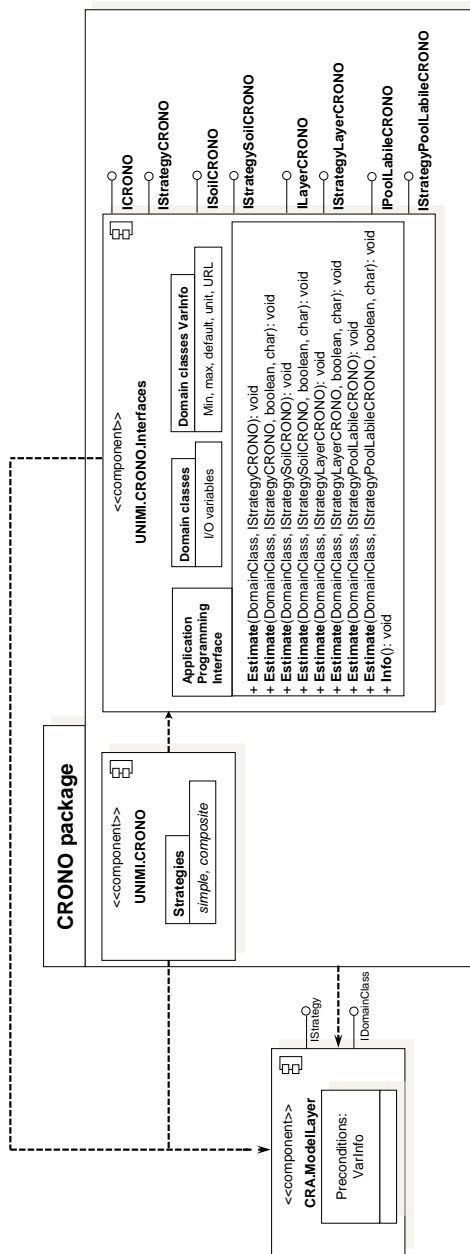 CRONO package
<<component>>
CRA.ModelLayer
Preconditions:
VarInfo
IStrategy
IDomainClass
<<component>>
UNIMI.CRONO
Strategies
simple, composite
<<component>>
UNIMI.CRONO.Interfaces
Application
Programming
Interface
Domain classes
I/O variables
Domain classes VarInfo
Min, max, default, unit, URL
+ Estimate(DomainClass, IStrategyCRONO): void
+ Estimate(DomainClass, IStrategyCRONO, boolean, char): void
+ Estimate(DomainClass, IStrategySoilCRONO): void
+ Estimate(DomainClass, IStrategySoilCRONO, boolean, char): void
+ Estimate(DomainClass, IStrategyLayerCRONO): void
+ Estimate(DomainClass, IStrategyLayerCRONO, boolean, char): void
+ Estimate(DomainClass, IStrategyPoolLabileCRONO): void
+ Estimate(DomainClass, IStrategyPoolLabileCRONO, boolean, char): void
+ Info(): void
ICRONO
IStrategyCRONO
ISoilCRONO
IStrategySoilCRONO
ILayerCRONO
IStrategyLayerCRONO
IPoolLabileCRONO
IStrategyPoolLabileCRONO